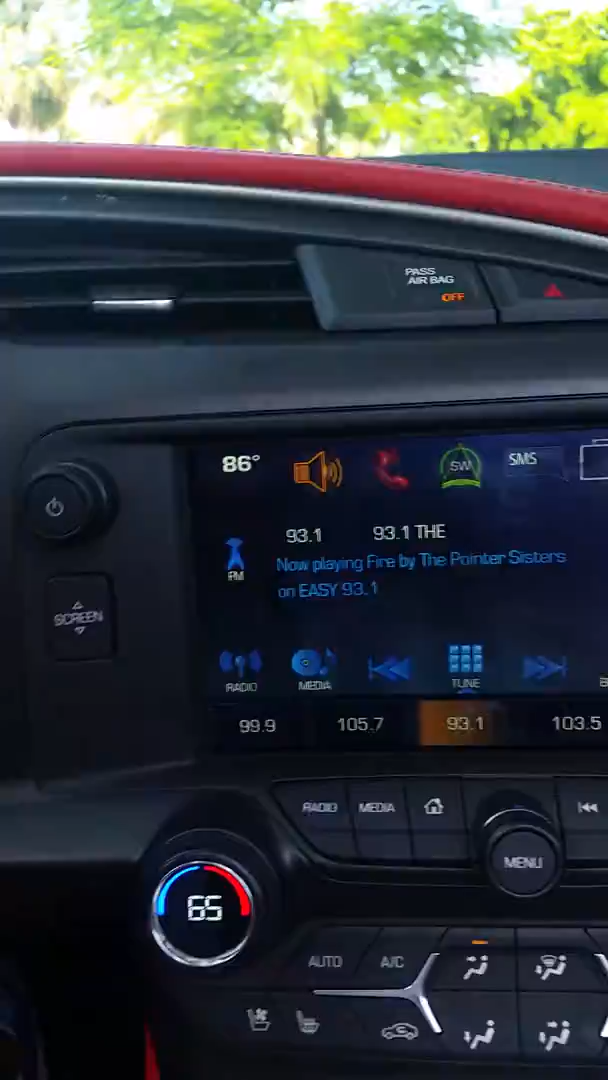 PASS
AIR BAG
OFF
86°
SW
SMS
93.1 93.1 THE
FM
Now playing Fire by The Pointer Sisters
on EASY 93.1
SCREEN
RADIO MEDIA TUNE
99.9 105.7 93.1 103.5
RADIO MEDIA
MENU
65
AUTO A/C